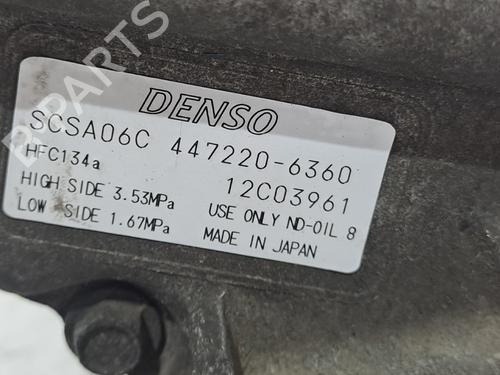 B PARTS
DENSO
SCSA06C 447220-6360
HFC134a 12C03961
HIGH SIDE 3.53MPa USE ONLY ND-OIL 8
LOW SIDE 1.67MPa MADE IN JAPAN